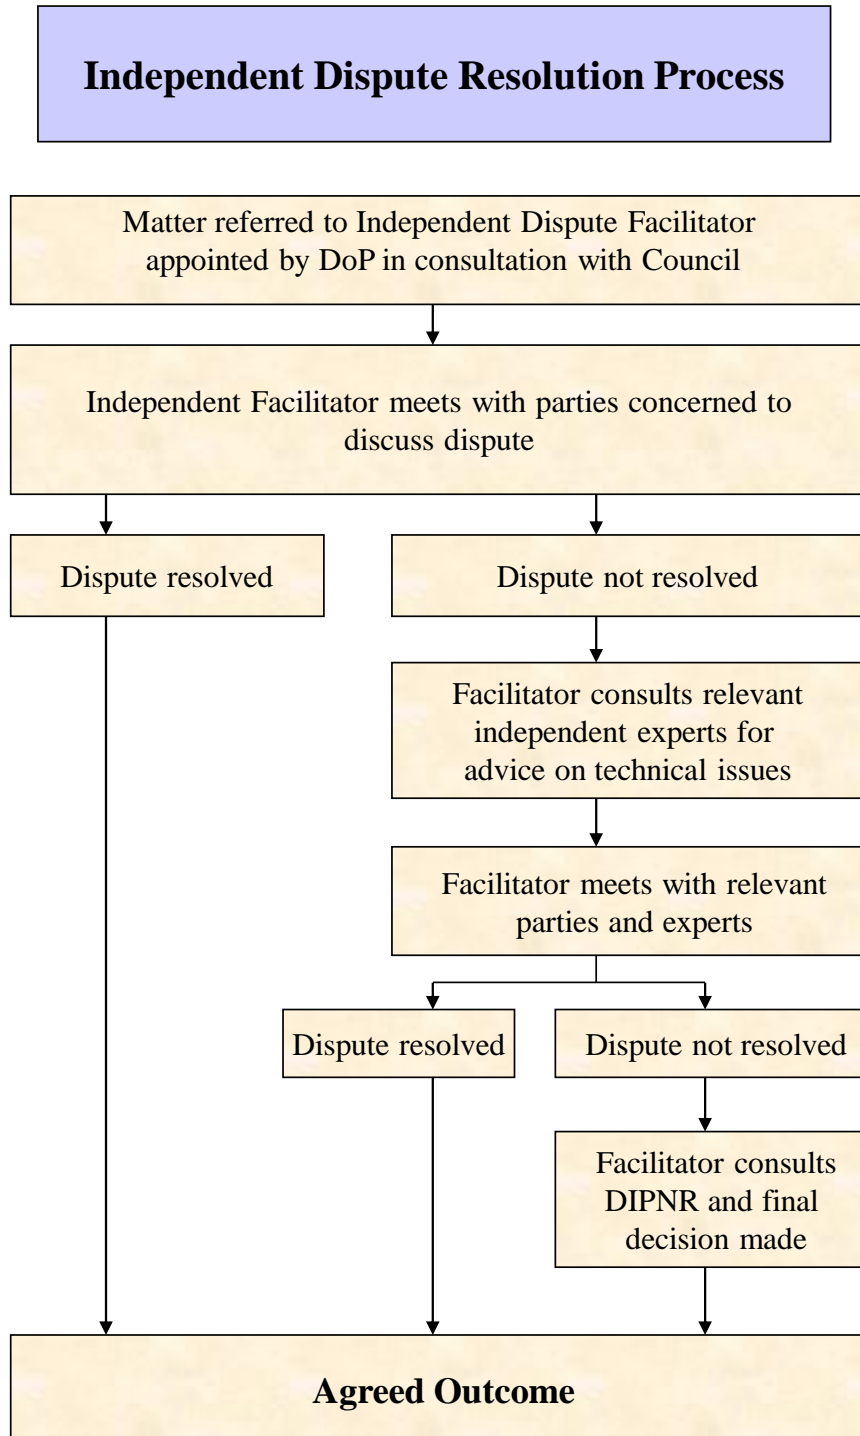 Independent Dispute Resolution Process
Matter referred to Independent Dispute Facilitator
appointed by DoP in consultation with Council
Independent Facilitator meets with parties concerned to
discuss dispute
Dispute resolved
Dispute not resolved
Facilitator consults relevant
independent experts for
advice on technical issues
Facilitator meets with relevant
parties and experts
Dispute resolved
Dispute not resolved
Facilitator consults
DIPNR and final
decision made
Agreed Outcome